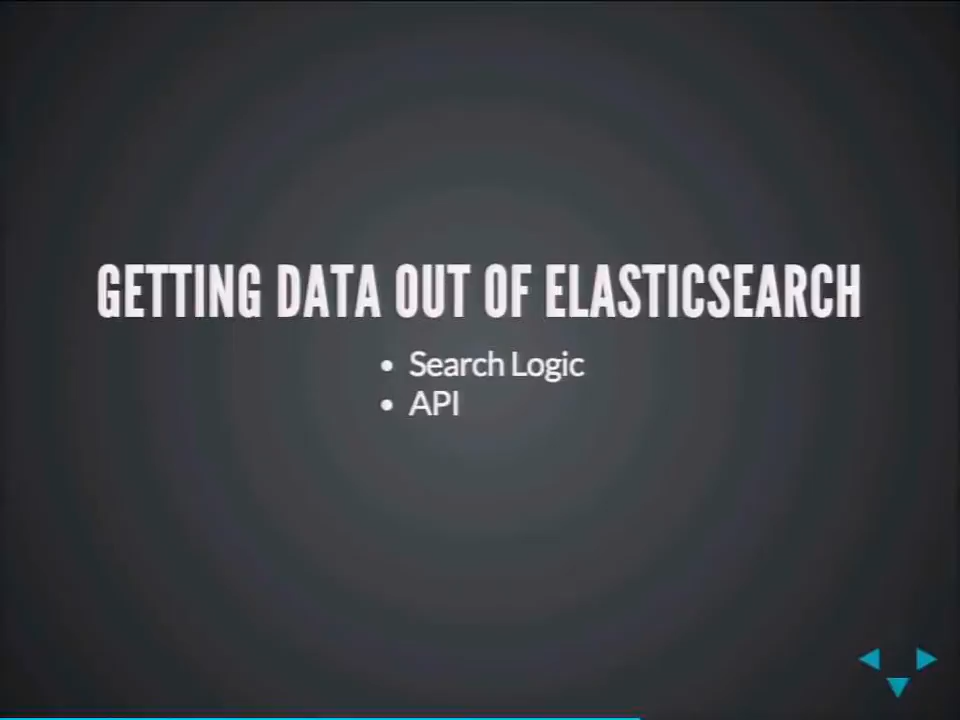 GETTING DATA OUT OF ELASTICSEARCH
• Search Logic
• API